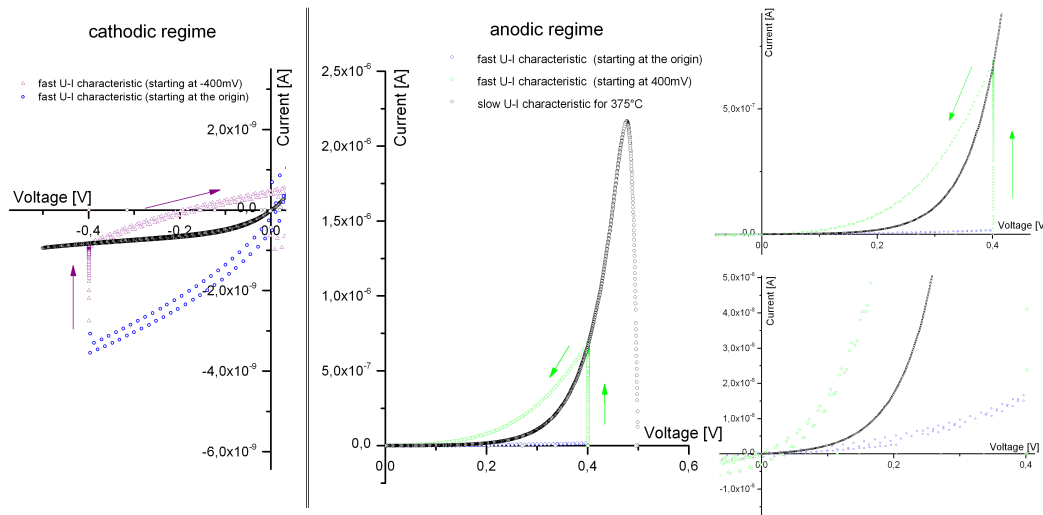 cathodic regime
fast U-I characteristic (starting at -400mV)
fast U-I characteristic (starting at the origin)
Current [A]
2,0x10⁻⁹
Voltage [V]
0,0
-0,4
-0,2
0,0
-2,0x10⁻⁹
-4,0x10⁻⁹
-6,0x10⁻⁹
anodic regime
fast U-I characteristic (starting at the origin)
fast U-I characteristic (starting at 400mV)
slow U-I characteristic for 375°C
Current [A]
2,5x10⁻⁶
2,0x10⁻⁶
1,5x10⁻⁶
1,0x10⁻⁶
5,0x10⁻⁷
0,0
Voltage [V]
0,0
0,2
0,4
0,6
Current [A]
5,0x10⁻⁷
0,0
Voltage [V]
0,0
0,2
0,4
Current [A]
5,0x10⁻⁸
4,0x10⁻⁸
3,0x10⁻⁸
2,0x10⁻⁸
1,0x10⁻⁸
0,0
Voltage [V]
0,0
0,2
0,4
-1,0x10⁻⁸